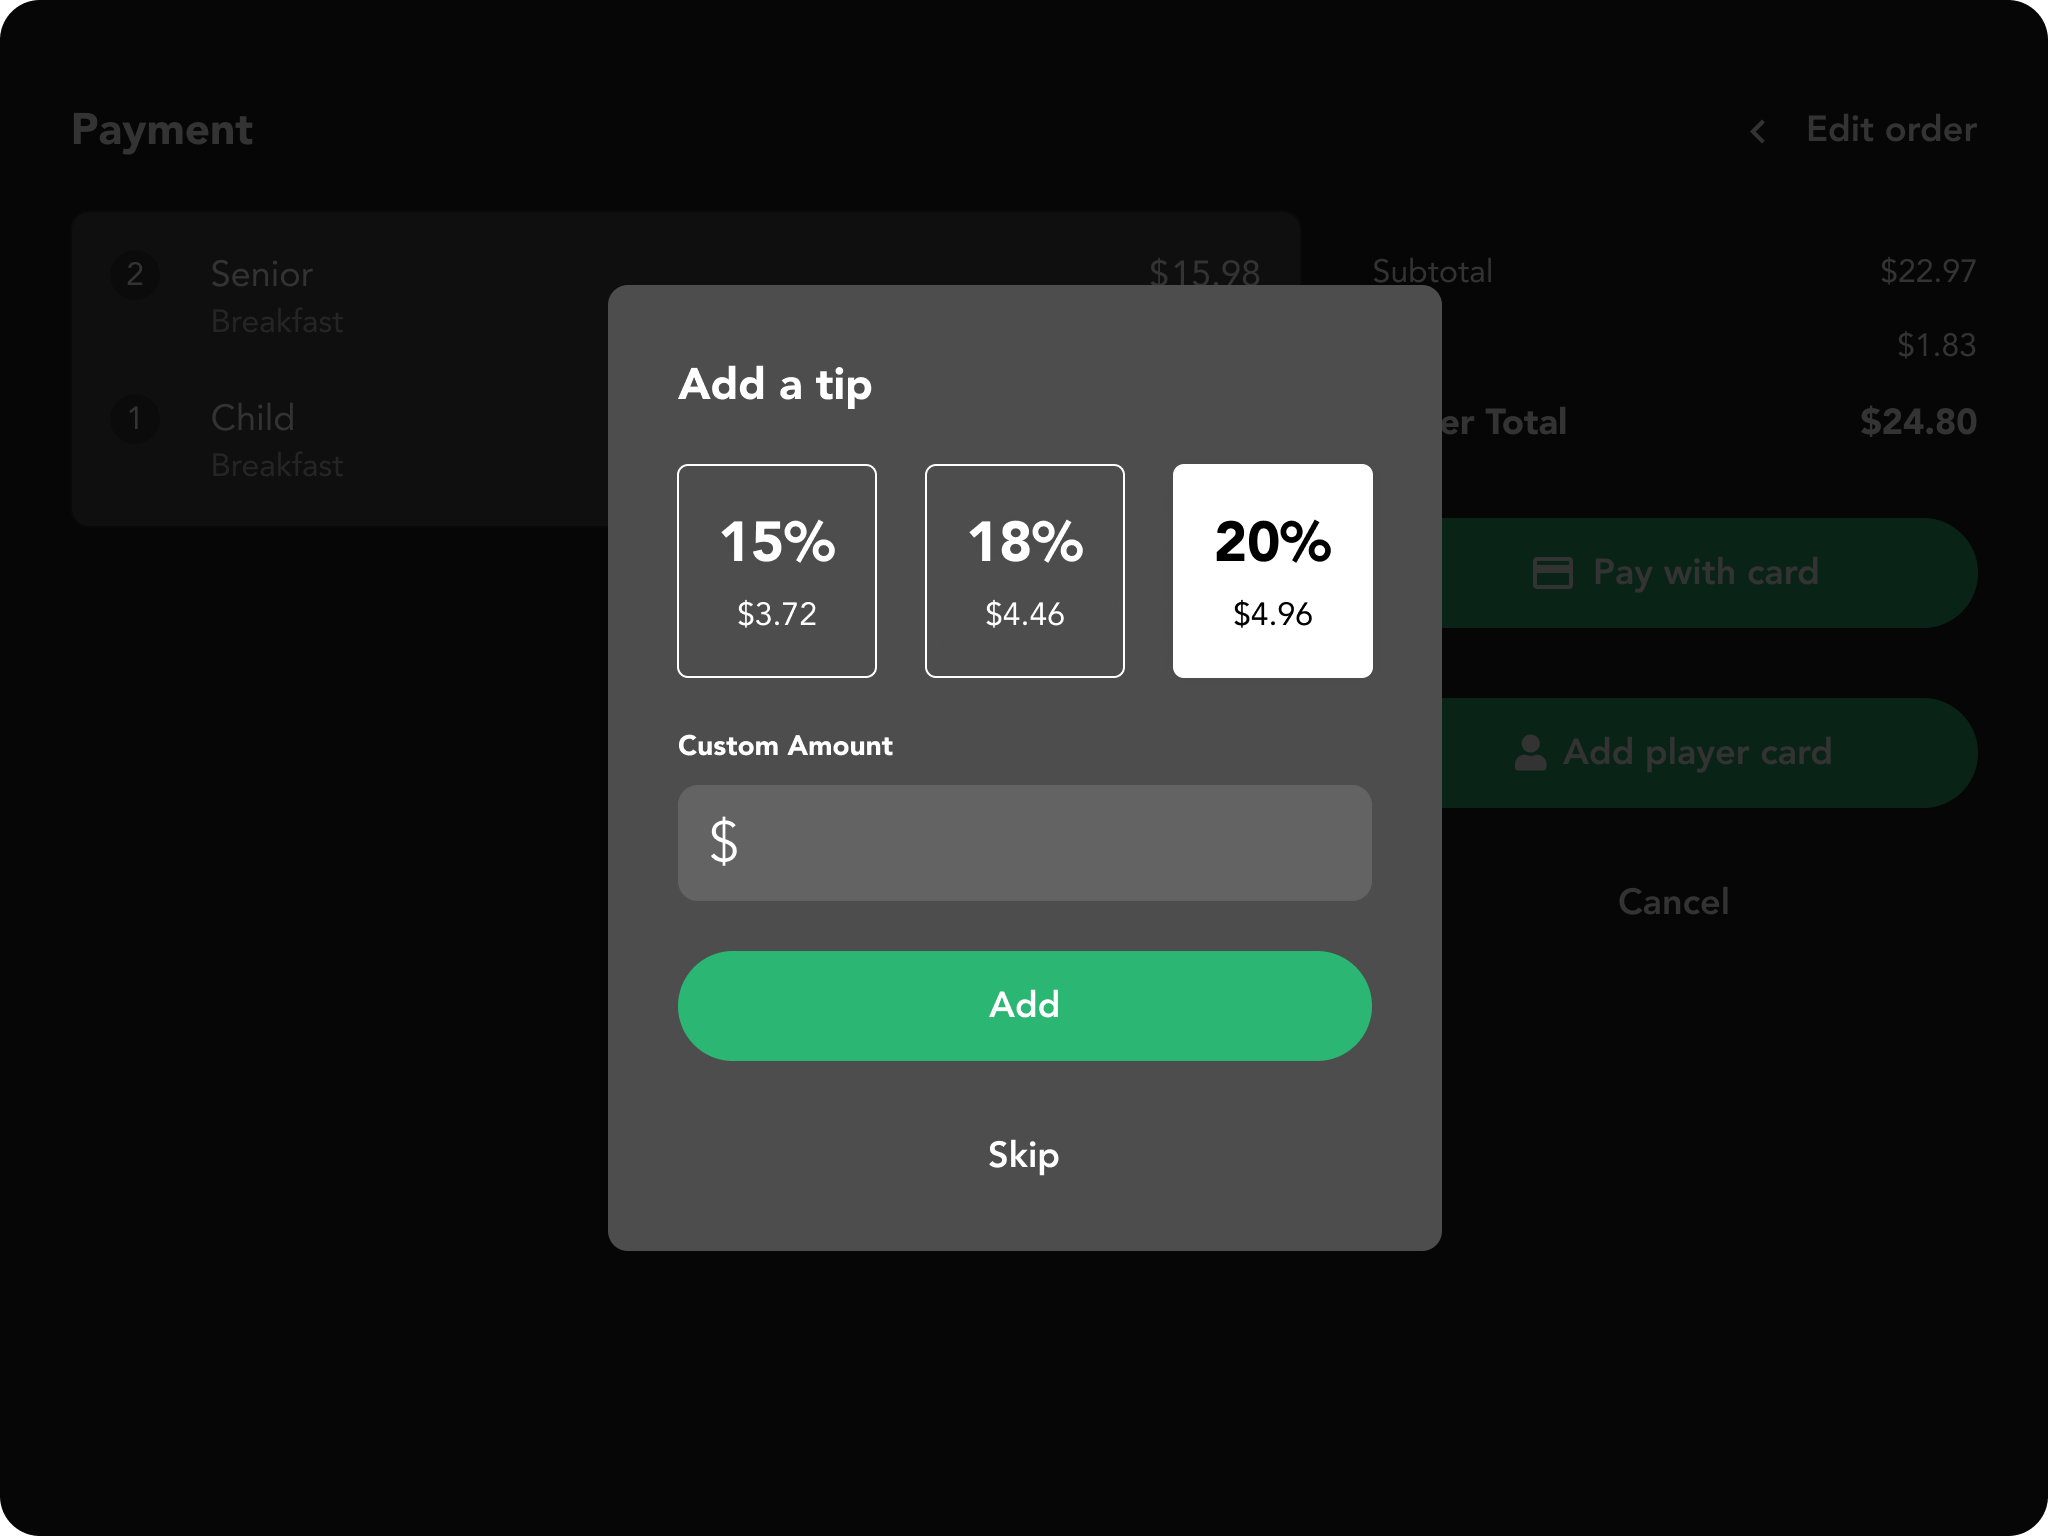 Payment
Edit order
2 Senior $15.98
Breakfast
1 Child
Breakfast
Subtotal $22.97
$1.83
Total $24.80
Add a tip
15% 18% 20%
$3.72 $4.46 $4.96
Custom Amount
$
Add
Skip
Pay with card
Add player card
Cancel